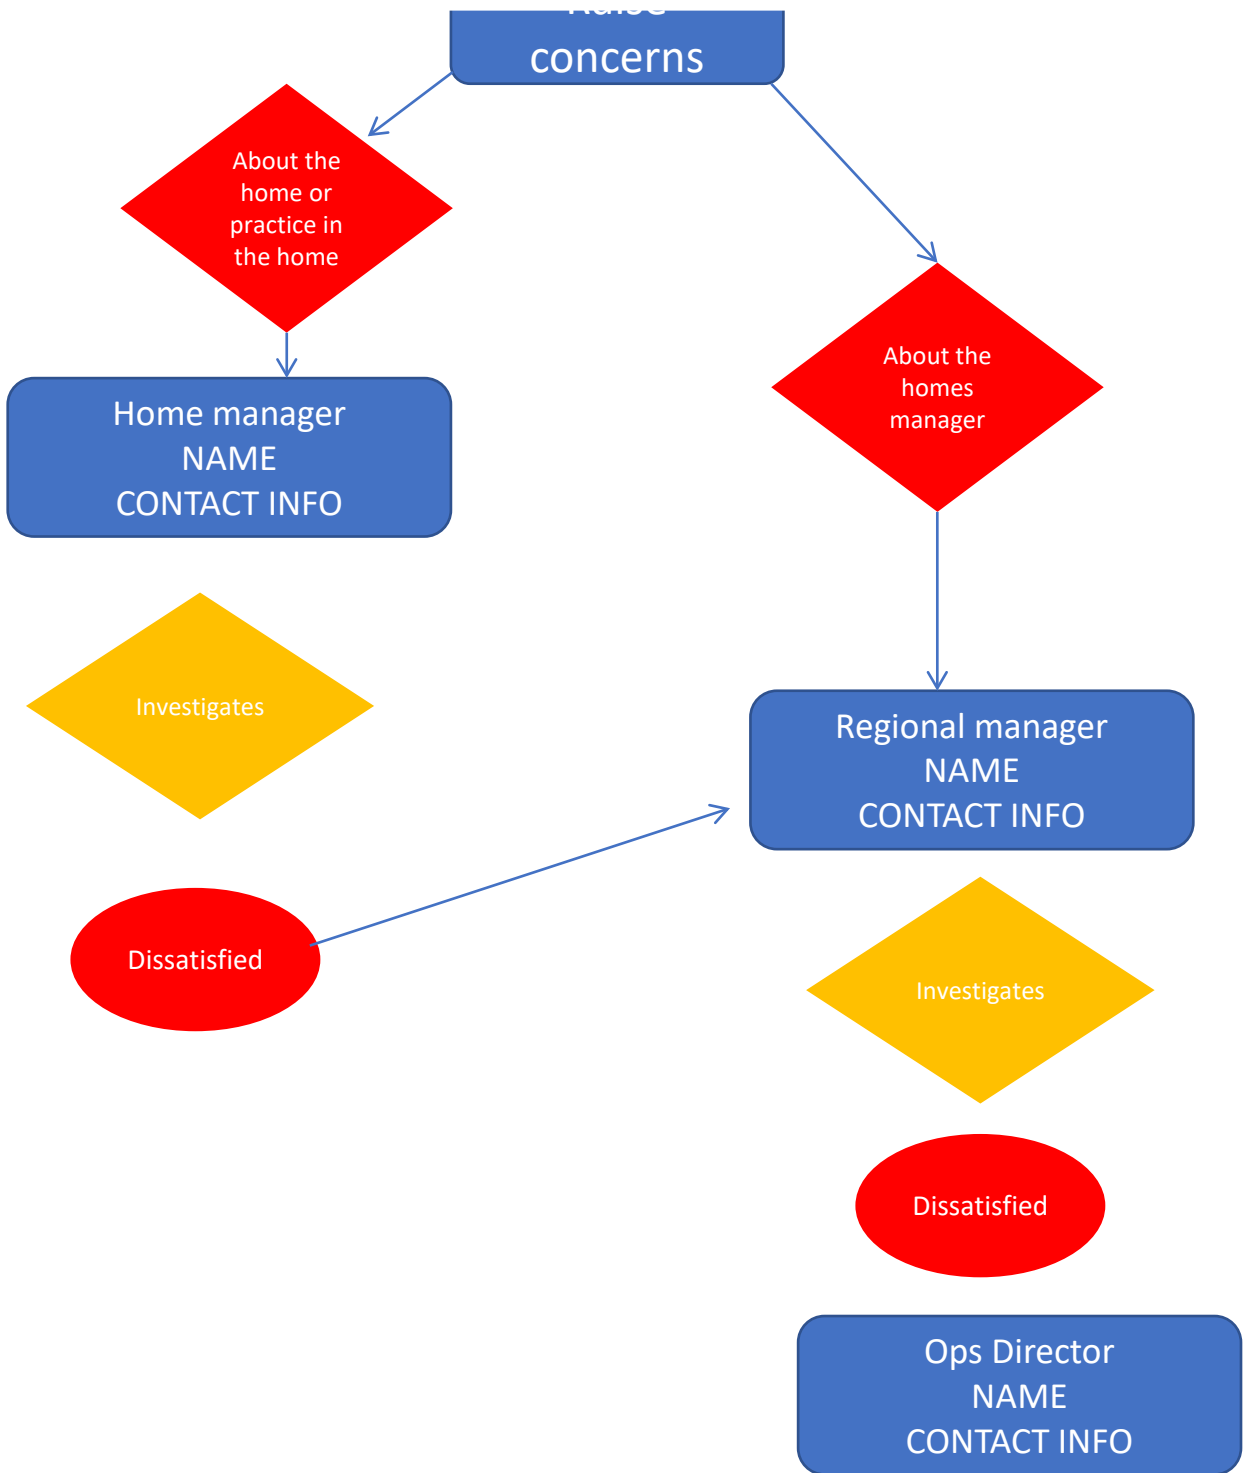 concerns
About the
home or
practice in
the home
Home manager
NAME
CONTACT INFO
Investigates
Dissatisfied
About the
homes
manager
Regional manager
NAME
CONTACT INFO
Investigates
Dissatisfied
Ops Director
NAME
CONTACT INFO